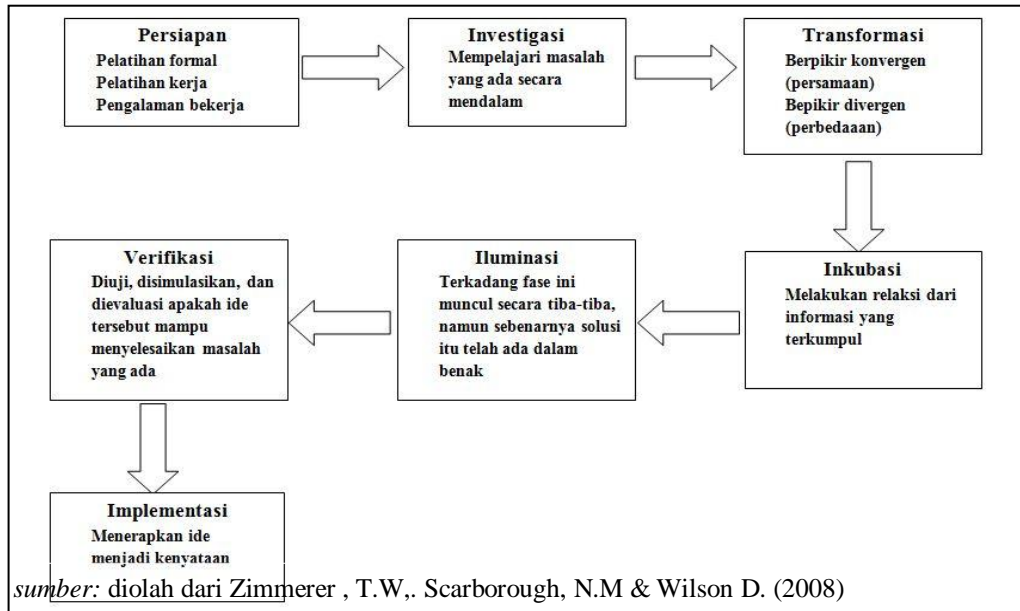 Persiapan
Pelatihan formal
Pelatihan kerja
Pengalaman bekerja
Investigasi
Mempelajari masalah
yang ada secara
mendalam
Transformasi
Berpikir konvergen
(persamaan)
Bepikir divergen
(perbedaaan)
Inkubasi
Melakukan relaksi dari
informasi yang
terkumpul
Iluminasi
Terkadang fase ini
muncul secara tiba-tiba,
namun sebenarnya solusi
itu telah ada dalam
benak
Verifikasi
Diuji, disimulasikan, dan
dievaluasi apakah ide
tersebut mampu
menyelesaikan masalah
yang ada
Implementasi
Menerapkan ide
menjadi kenyataan
sumber: diolah dari Zimmerer , T.W,. Scarborough, N.M & Wilson D. (2008)